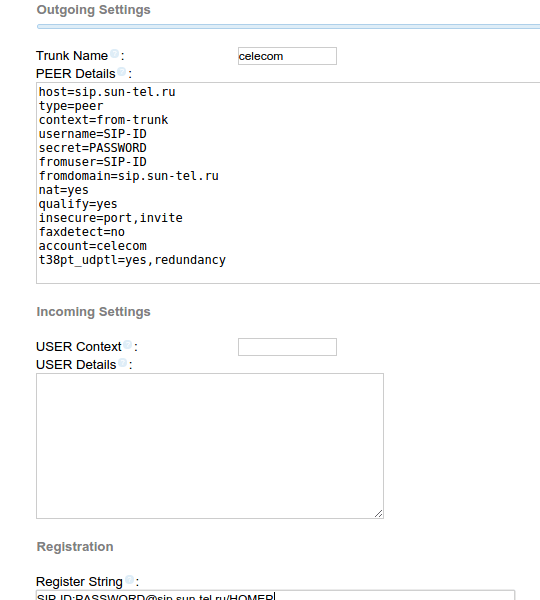 Outgoing Settings
Trunk Name :
celecom
PEER Details :
host=sip.sun-tel.ru
type=peer
context=from-trunk
username=SIP-ID
secret=PASSWORD
fromuser=SIP-ID
fromdomain=sip.sun-tel.ru
nat=yes
qualify=yes
insecure=port,invite
faxdetect=no
account=celecom
t38pt_udptl=yes,redundancy
Incoming Settings
USER Context :
USER Details :
Registration
Register String :
SIP-ID:PASSWORD@sip.sun-tel.ru/HOMEP